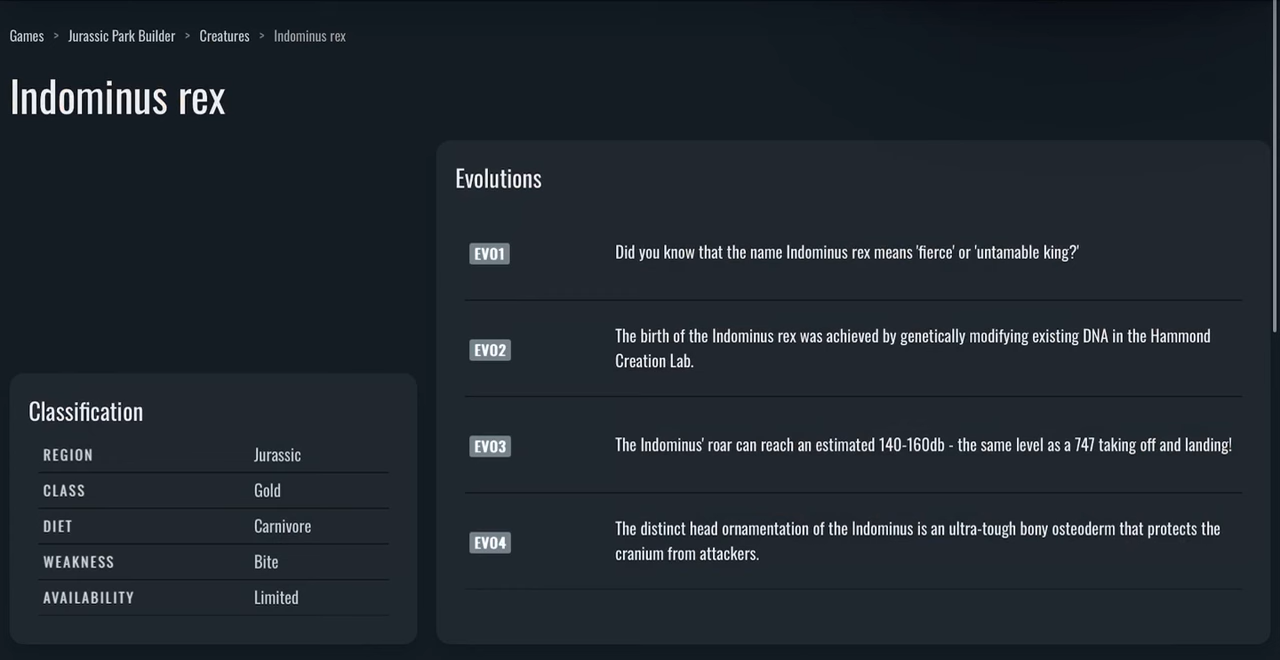 Games > Jurassic Park Builder > Creatures > Indominus rex
Indominus rex
Classification
REGION Jurassic
CLASS Gold
DIET Carnivore
WEAKNESS Bite
AVAILABILITY Limited
Evolutions
EVO1 Did you know that the name Indominus rex means 'fierce' or 'untamable king?'
EVO2 The birth of the Indominus rex was achieved by genetically modifying existing DNA in the Hammond
Creation Lab.
EVO3 The Indominus' roar can reach an estimated 140-160db - the same level as a 747 taking off and landing!
EVO4 The distinct head ornamentation of the Indominus is an ultra-tough bony osteoderm that protects the
cranium from attackers.